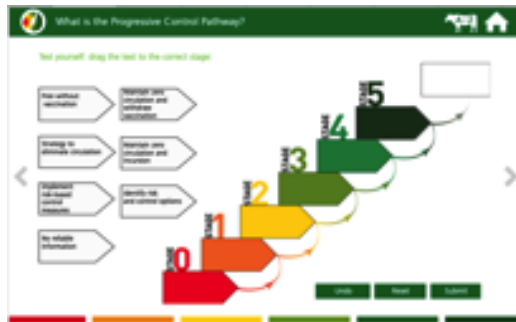 What is the Progressive Control Pathway?
Test yourself: drag the text to the correct stage:
Free without
vaccination
Maintain zero
circulation and
withdraw
vaccination
Strategy to
eliminate circulation
Maintain zero
circulation and
incursion
Implement
risk-based
control
measures
Identify risk
and control options
No reliable
information
STAGE 5
STAGE 4
STAGE 3
STAGE 2
STAGE 1
STAGE 0
Undo
Reset
Submit